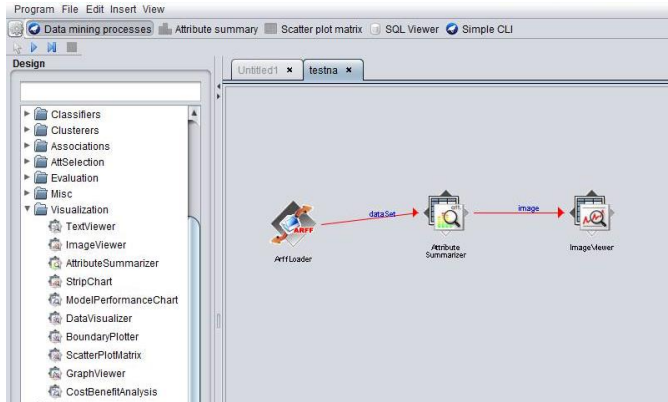 Program File Edit Insert View
Data mining processes Attribute summary Scatter plot matrix SQL Viewer Simple CLI
Design
Untitled1 testna
Classifiers
Clusterers
Associations
AttSelection
Evaluation
Misc
Visualization
TextViewer
ImageViewer
AttributeSummarizer
StripChart
ModelPerformanceChart
DataVisualizer
BoundaryPlotter
ScatterPlotMatrix
GraphViewer
CostBenefitAnalysis
ARFF
ArffLoader
dataSet
Attribute
Summarizer
image
ImageViewer